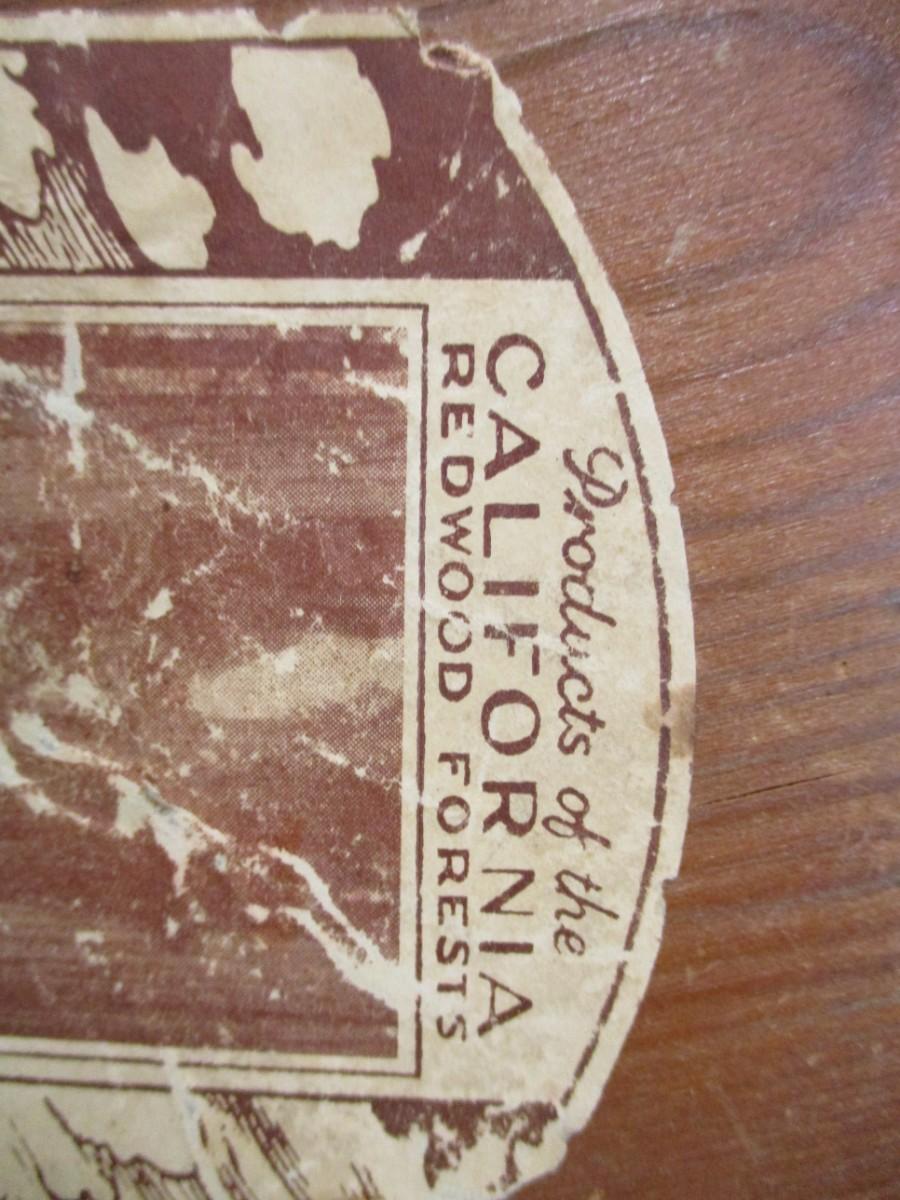 Products of the
CALIFORNIA
REDWOOD FORESTS